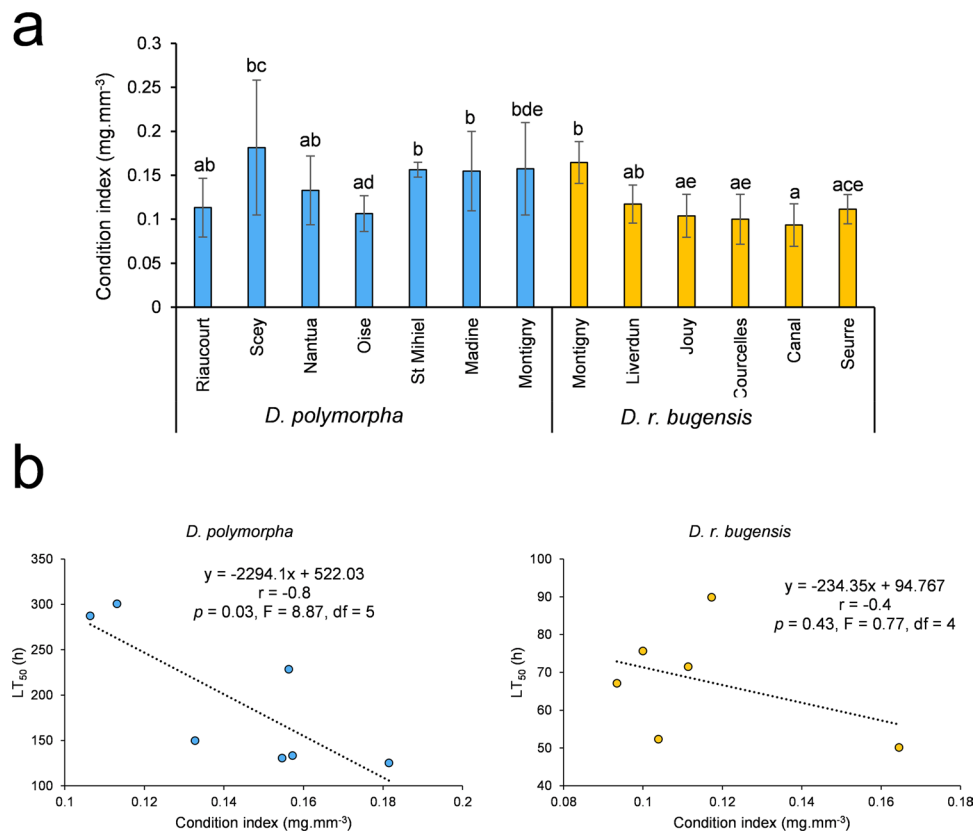 a
Condition index (mg.mm-3)
0.3
0.25
0.2
0.15
0.1
0.05
0
ab
bc
ab
ad
b
b
bde
b
ab
ae
ae
a
ace
Riaucourt
Scey
Nantua
Oise
St Mihiel
Madine
Montigny
Montigny
Liverdun
Jouy
Courcelles
Canal
Seurre
D. polymorpha
D. r. bugensis
b
D. polymorpha
y = -2294.1x + 522.03
r = -0.8
p = 0.03, F = 8.87, df = 5
LT50 (h)
350
300
250
200
150
100
0.1
0.12
0.14
0.16
0.18
0.2
Condition index (mg.mm-3)
D. r. bugensis
y = -234.35x + 94.767
r = -0.4
p = 0.43, F = 0.77, df = 4
LT50 (h)
100
90
80
70
60
50
40
0.08
0.1
0.12
0.14
0.16
0.18
Condition index (mg.mm-3)